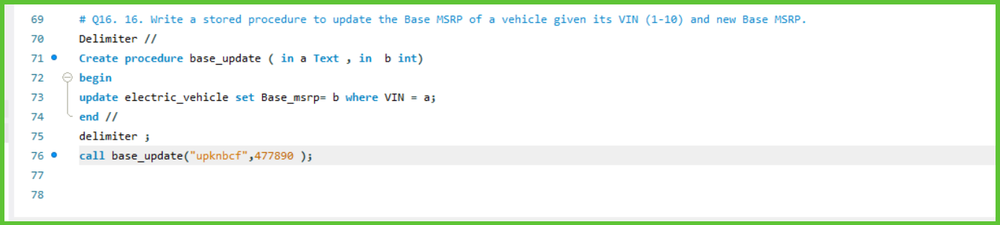 69 # Q16. 16. Write a stored procedure to update the Base MSRP of a vehicle given its VIN (1-10) and new Base MSRP.
70 Delimiter //
71 Create procedure base_update ( in a Text , in b int)
72 begin
73 update electric_vehicle set Base_msrp= b where VIN = a;
74 end //
75 delimiter ;
76 call base_update("upknbcf",477890 );
77
78